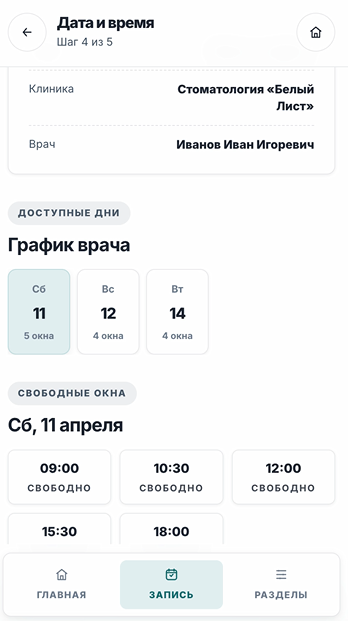 Дата и время
Шаг 4 из 5
Клиника
Стоматология «Белый
Лист»
Врач
Иванов Иван Игоревич
ДОСТУПНЫЕ ДНИ
График врача
Сб
Вс
Вт
11
12
14
5 окна
4 окна
4 окна
СВОБОДНЫЕ ОКНА
Сб, 11 апреля
09:00
10:30
12:00
СВОБОДНО
СВОБОДНО
СВОБОДНО
15:30
18:00
ГЛАВНАЯ
ЗАПИСЬ
РАЗДЕЛЫ